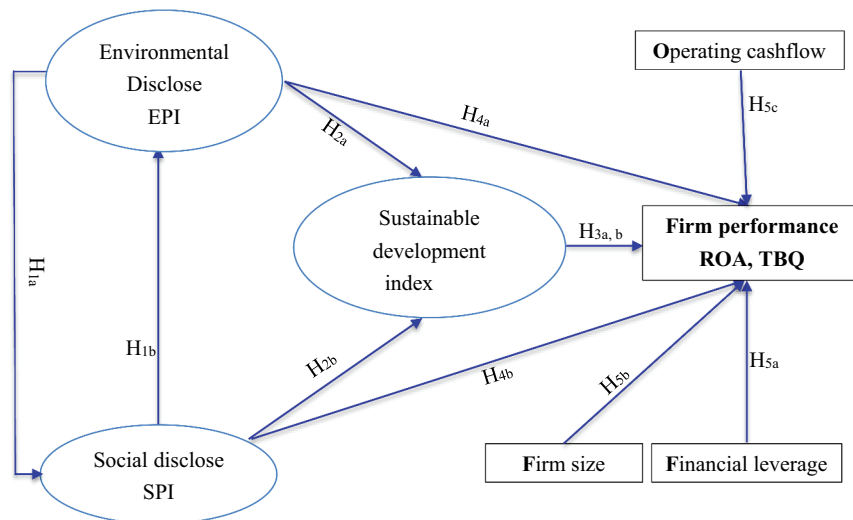 Environmental
Disclose
EPI
Operating cashflow
H5c
H4a
H2a
Sustainable
development
index
H3a, b
Firm performance
ROA, TBQ
H1a
H1b
H2b
H4b
H5b
H5a
Social disclose
SPI
Firm size
Financial leverage